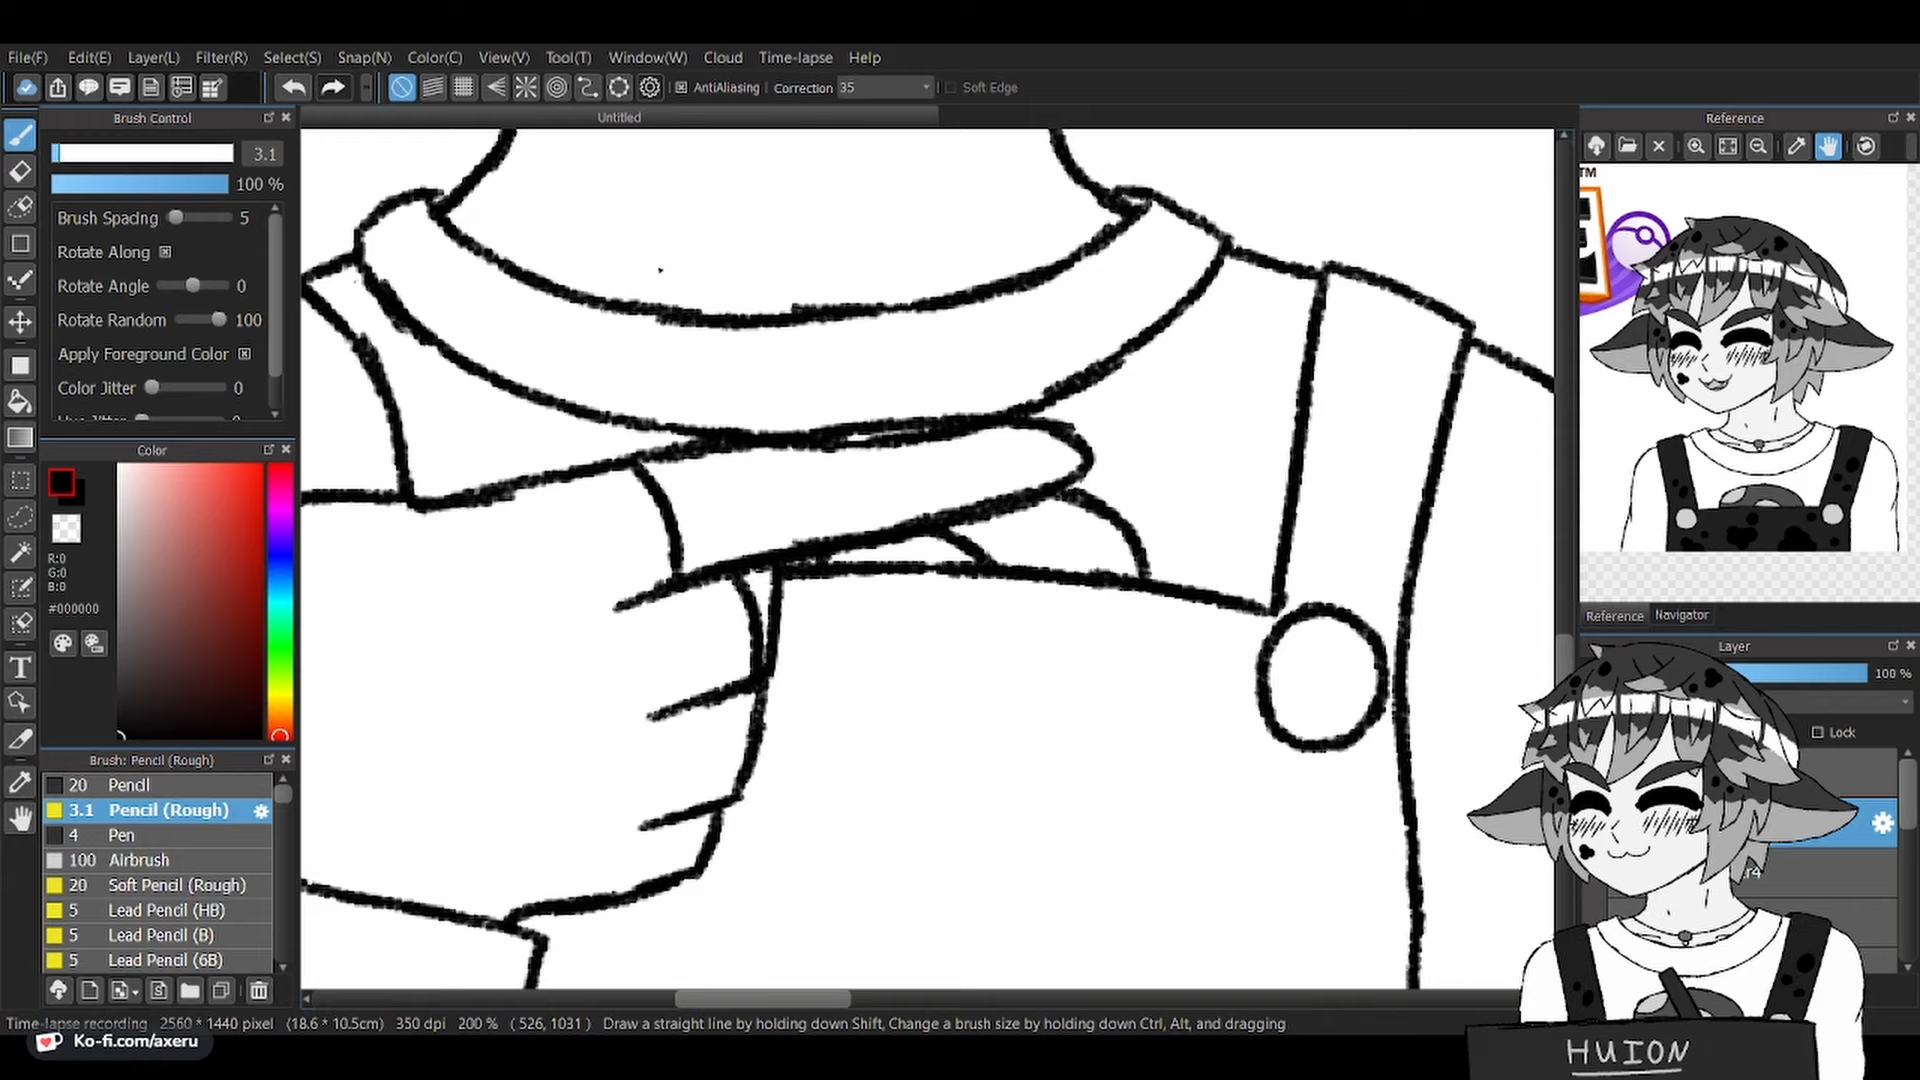 File(F) Edit(E) Layer(L) Filter(R) Select(S) Snap(N) Color(C) View(V) Tool(T) Window(W) Cloud Time-lapse Help
AntiAliasing Correction 35 Soft Edge
Brush Control
Untitled
Reference
3.1
100 %
TM
Brush Spacing 5
Rotate Along
Rotate Angle 0
Rotate Random 100
Apply Foreground Color
Color Jitter 0
Color
R:0
G:0
B:0
#000000
Reference Navigator
Layer
100 %
Lock
Brush: Pencil (Rough)
20 Pencil
3.1 Pencil (Rough)
4 Pen
100 Airbrush
20 Soft Pencil (Rough)
5 Lead Pencil (HB)
5 Lead Pencil (B)
5 Lead Pencil (6B)
T
Time-lapse recording 2560 * 1440 pixel (18.6 * 10.5cm) 350 dpi 200 % ( 526, 1031 ) Draw a straight line by holding down Shift, Change a brush size by holding down Ctrl, Alt, and dragging
Ko-fi.com/axeru
HUION